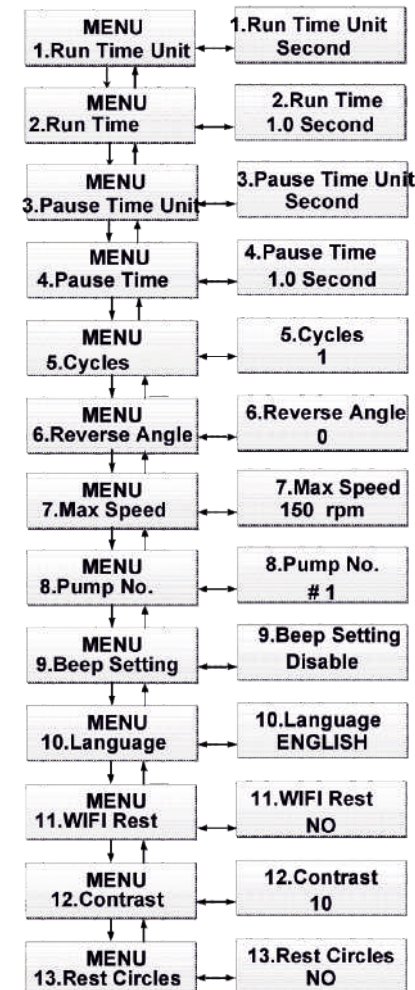 MENU
1.Run Time Unit
1.Run Time Unit
Second
MENU
2.Run Time
2.Run Time
1.0 Second
MENU
3.Pause Time Unit
3.Pause Time Unit
Second
MENU
4.Pause Time
4.Pause Time
1.0 Second
MENU
5.Cycles
5.Cycles
1
MENU
6.Reverse Angle
6.Reverse Angle
0
MENU
7.Max Speed
7.Max Speed
150 rpm
MENU
8.Pump No.
8.Pump No.
# 1
MENU
9.Beep Setting
9.Beep Setting
Disable
MENU
10.Language
10.Language
ENGLISH
MENU
11.WIFI Rest
11.WIFI Rest
NO
MENU
12.Contrast
12.Contrast
10
MENU
13.Rest Circles
13.Rest Circles
NO